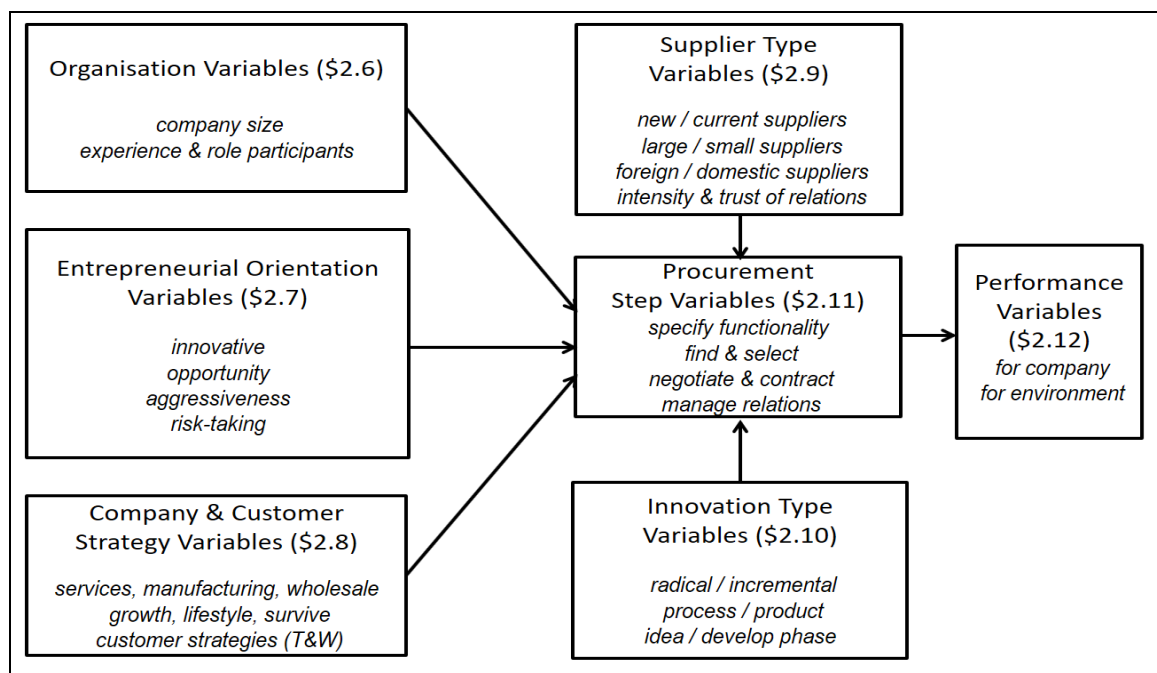 Organisation Variables ($2.6)
company size
experience & role participants
Entrepreneurial Orientation
Variables ($2.7)
innovative
opportunity
aggressiveness
risk-taking
Company & Customer
Strategy Variables ($2.8)
services, manufacturing, wholesale
growth, lifestyle, survive
customer strategies (T&W)
Supplier Type
Variables ($2.9)
new / current suppliers
large / small suppliers
foreign / domestic suppliers
intensity & trust of relations
Procurement
Step Variables ($2.11)
specify functionality
find & select
negotiate & contract
manage relations
Innovation Type
Variables ($2.10)
radical / incremental
process / product
idea / develop phase
Performance
Variables
($2.12)
for company
for environment